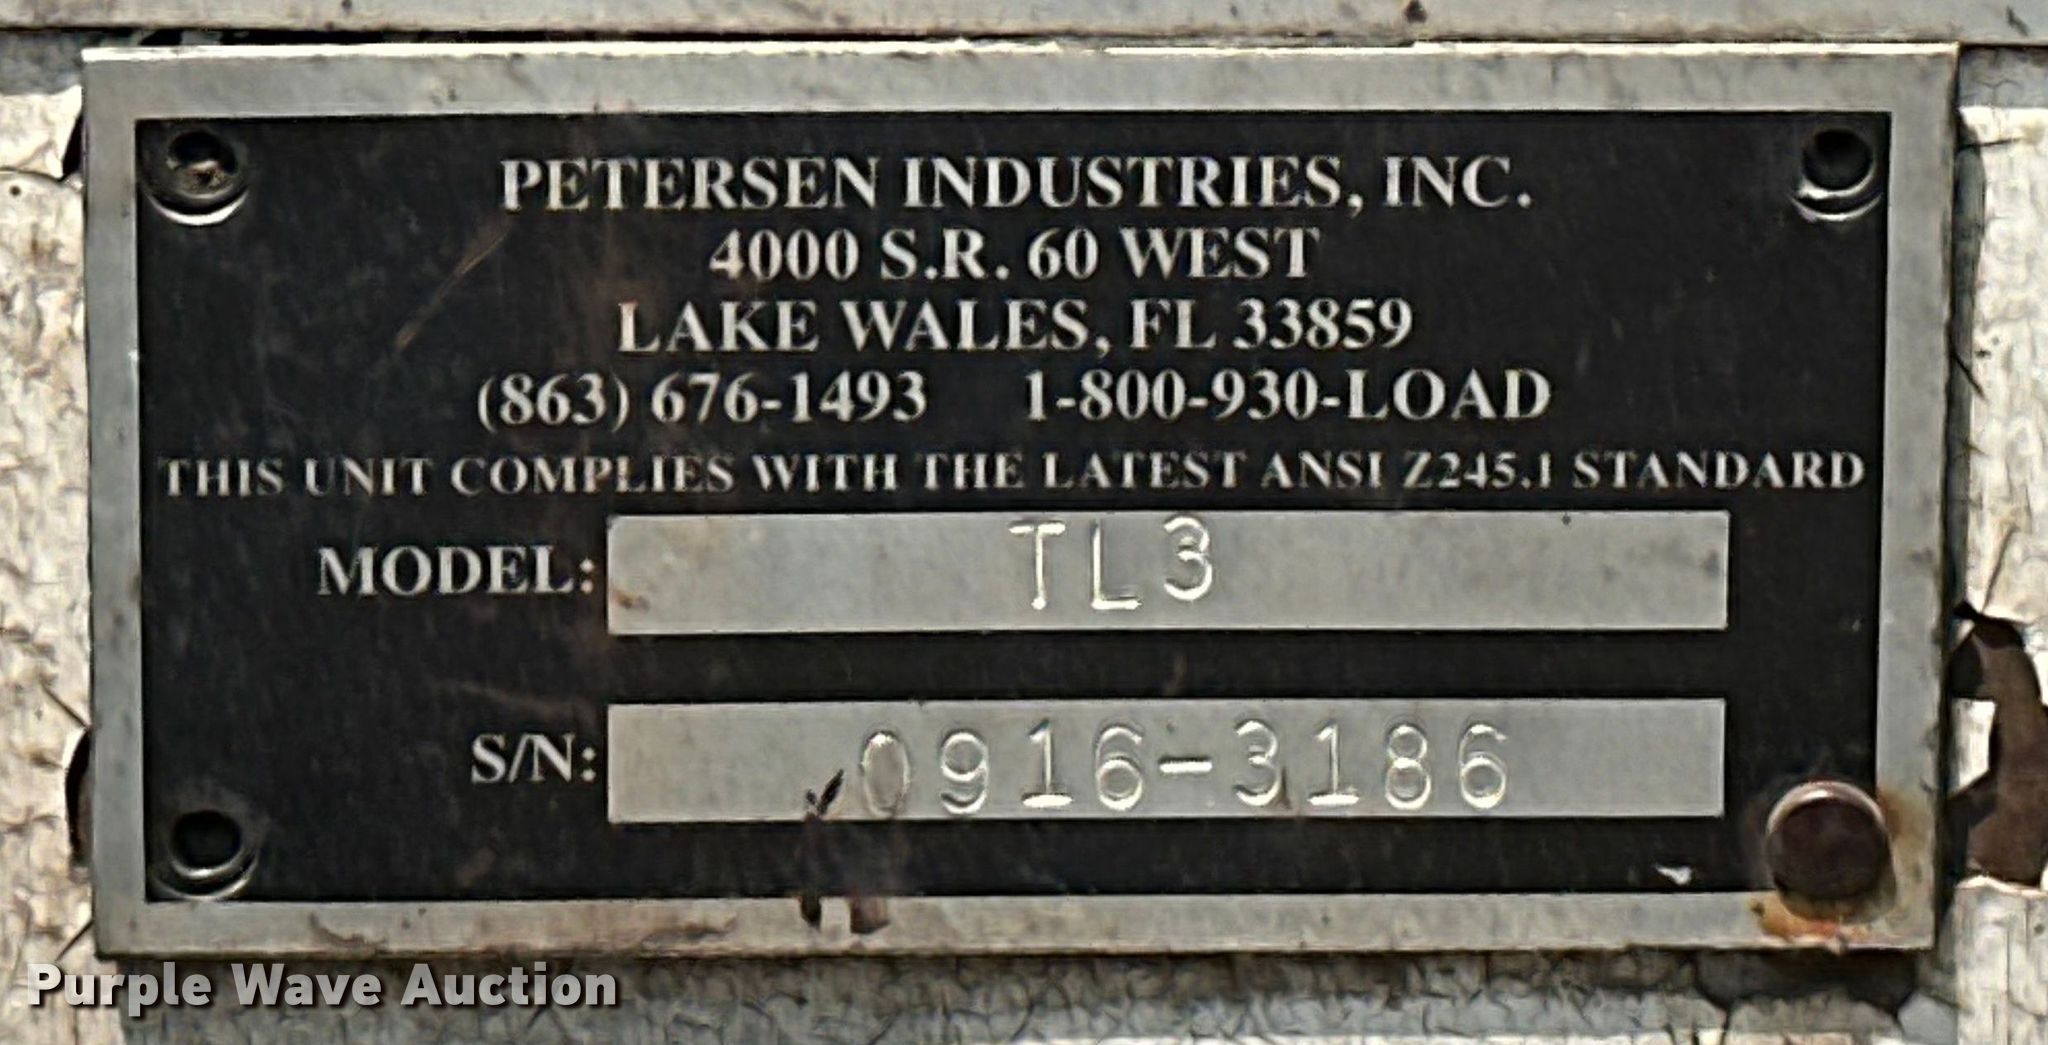 PETERSEN INDUSTRIES, INC.
4000 S.R. 60 WEST
LAKE WALES, FL 33859
(863) 676-1493 1-800-930-LOAD
THIS UNIT COMPLIES WITH THE LATEST ANSI Z245.1 STANDARD
MODEL: TL3
S/N: 0916-3186
Purple Wave Auction